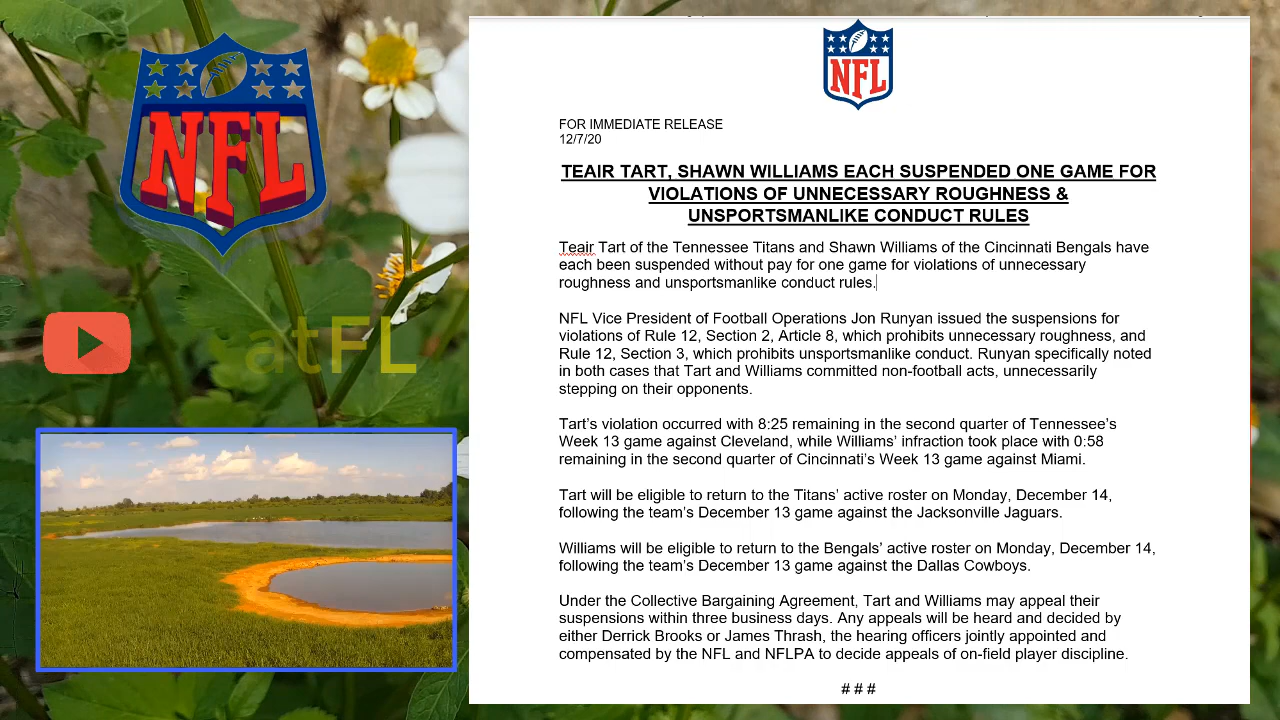 NFL
NFL
FOR IMMEDIATE RELEASE
12/7/20
TEAIR TART, SHAWN WILLIAMS EACH SUSPENDED ONE GAME FOR
VIOLATIONS OF UNNECESSARY ROUGHNESS &
UNSPORTSMANLIKE CONDUCT RULES
Teair Tart of the Tennessee Titans and Shawn Williams of the Cincinnati Bengals have
each been suspended without pay for one game for violations of unnecessary
roughness and unsportsmanlike conduct rules.
NFL Vice President of Football Operations Jon Runyan issued the suspensions for
violations of Rule 12, Section 2, Article 8, which prohibits unnecessary roughness, and
Rule 12, Section 3, which prohibits unsportsmanlike conduct. Runyan specifically noted
in both cases that Tart and Williams committed non-football acts, unnecessarily
stepping on their opponents.
Tart's violation occurred with 8:25 remaining in the second quarter of Tennessee's
Week 13 game against Cleveland, while Williams' infraction took place with 0:58
remaining in the second quarter of Cincinnati's Week 13 game against Miami.
Tart will be eligible to return to the Titans' active roster on Monday, December 14,
following the team's December 13 game against the Jacksonville Jaguars.
Williams will be eligible to return to the Bengals' active roster on Monday, December 14,
following the team's December 13 game against the Dallas Cowboys.
Under the Collective Bargaining Agreement, Tart and Williams may appeal their
suspensions within three business days. Any appeals will be heard and decided by
either Derrick Brooks or James Thrash, the hearing officers jointly appointed and
compensated by the NFL and NFLPA to decide appeals of on-field player discipline.
# # #
atFL